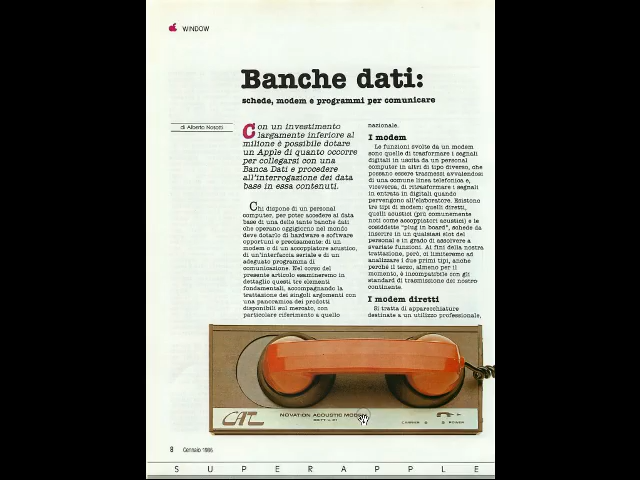 WINDOW
Banche dati:
schede, modem e programmi per comunicare
di Alberto Nosotti
Con un investimento
largamente inferiore al
milione è possibile dotare
un Apple di quanto occorre
per collegarsi con una
Banca Dati e procedere
all'interrogazione dei data
base in essa contenuti.
Chi dispone di un personal
computer, per poter accedere ai data
base di una delle tante banche dati
che operano oggigiorno nel mondo
deve dotarlo di hardware e software
opportuni e precisamente: di un
modem o di un accoppiatore acustico,
di un'interfaccia seriale e di un
adeguato programma di
comunicazione. Nel corso del
presente articolo esamineremo in
dettaglio questi tre elementi
fondamentali, accompagnando la
trattazione dei singoli argomenti con
una panoramica dei prodotti
disponibili sul mercato, con
particolare riferimento a quello
nazionale.
I modem
Le funzioni svolte da un modem
sono quelle di trasformare i segnali
digitali in uscita da un personal
computer in altri di tipo diverso, che
possano essere trasmessi avvalendosi
di una comune linea telefonica e,
viceversa, di ritrasformare i segnali
in entrata in digitali quando
pervengono all'elaboratore. Esistono
tre tipi di modem: quelli diretti,
quelli acustici (più comunemente
noti come accoppiatori acustici) e le
cosiddette "plug in board", schede da
inserire in un qualsiasi slot del
personal e in grado di assolvere a
svariate funzioni. Ai fini della nostra
trattazione, però, ci limiteremo ad
analizzare i due primi tipi, anche
perché il terzo, almeno per il
momento, è incompatibile con gli
standard di trasmissione del nostro
continente.
I modem diretti
Si tratta di apparecchiature
destinate a un utilizzo professionale,
CAT
NOVATION ACOUSTIC MODEM
CARRIER
POWER
8 Gennaio 1986
S U P E R A P P L E